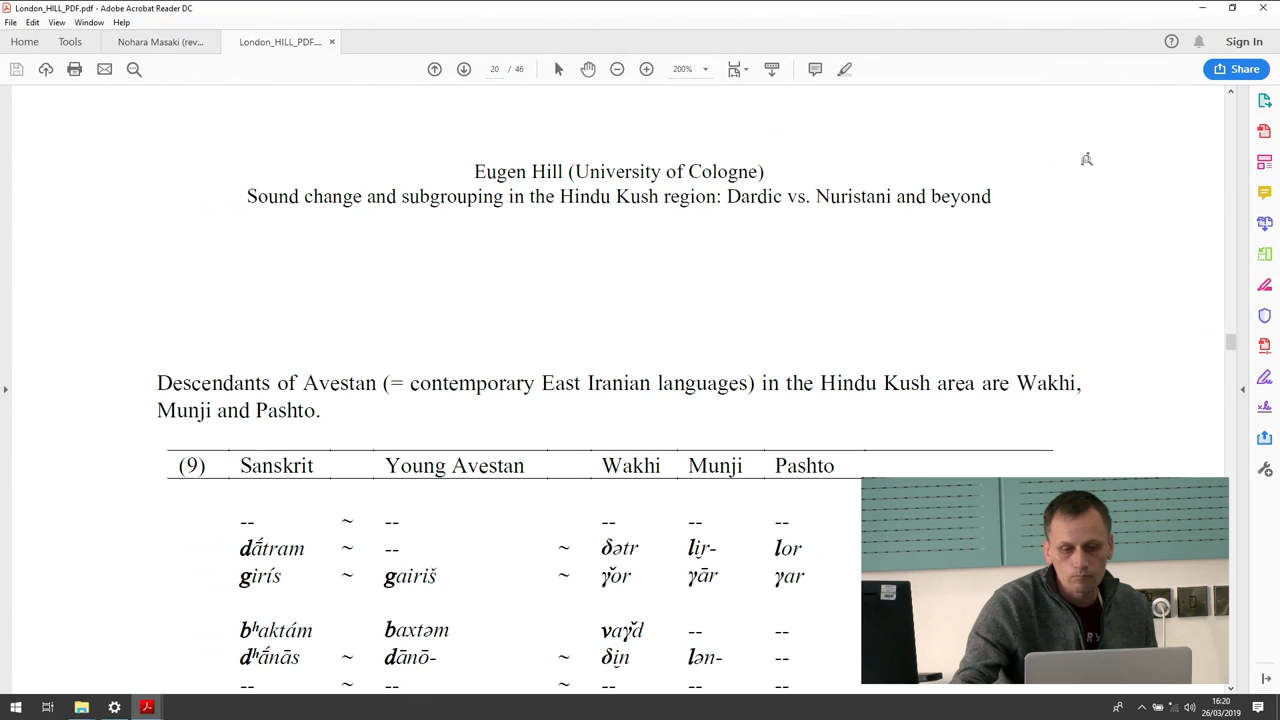 London_HILL_PDF.pdf - Adobe Acrobat Reader DC
File Edit View Window Help
Home Tools Nohara Masaki (rev... London_HILL_PDF.... × Sign In
20 / 46 200% Share
Eugen Hill (University of Cologne)
Sound change and subgrouping in the Hindu Kush region: Dardic vs. Nuristani and beyond
Descendants of Avestan (= contemporary East Iranian languages) in the Hindu Kush area are Wakhi,
Munji and Pashto.
(9) Sanskrit Young Avestan Wakhi Munji Pashto
-- ~ -- -- -- --
dā́tram ~ -- ~ δətr lir̯- lor
girís ~ gairiš ~ γ̌or γār γar
bʰaktám baxtəm vaγ̌d -- --
dʰā́nās ~ dānō- ~ δin̯ lən- --
-- ~ -- ~ -- -- --
16:20
26/03/2019